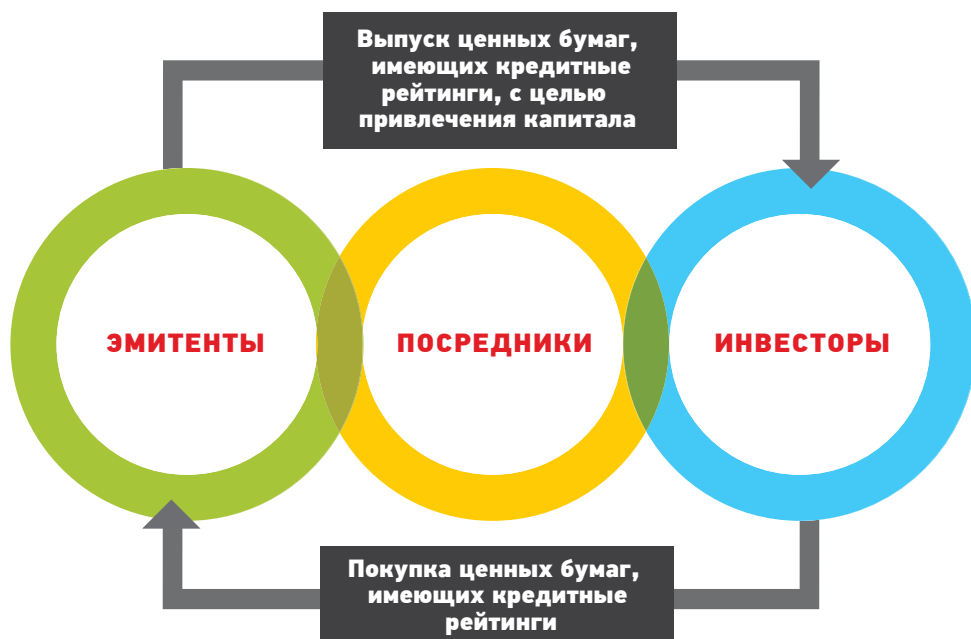 Выпуск ценных бумаг,
имеющих кредитные
рейтинги, с целью
привлечения капитала
ЭМИТЕНТЫ
ПОСРЕДНИКИ
ИНВЕСТОРЫ
Покупка ценных бумаг,
имеющих кредитные
рейтинги